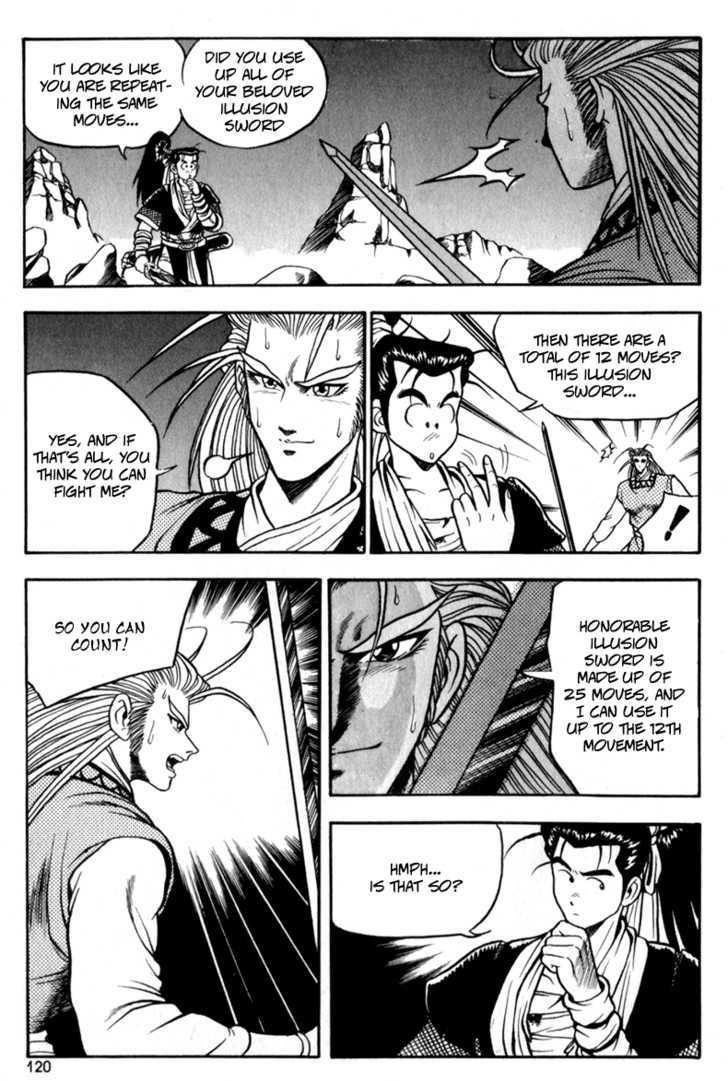 IT LOOKS LIKE
YOU ARE REPEAT-
ING THE SAME
MOVES...
DID YOU USE
UP ALL OF
YOUR BELOVED
ILLUSION
SWORD
YES, AND IF
THAT'S ALL, YOU
THINK YOU CAN
FIGHT ME?
THEN THERE ARE A
TOTAL OF 12 MOVES?
THIS ILLUSION
SWORD...
!
SO YOU CAN
COUNT!
HONORABLE
ILLUSION
SWORD IS
MADE UP OF
25 MOVES, AND
I CAN USE IT
UP TO THE 12TH
MOVEMENT.
HMPH...
IS THAT SO?
120